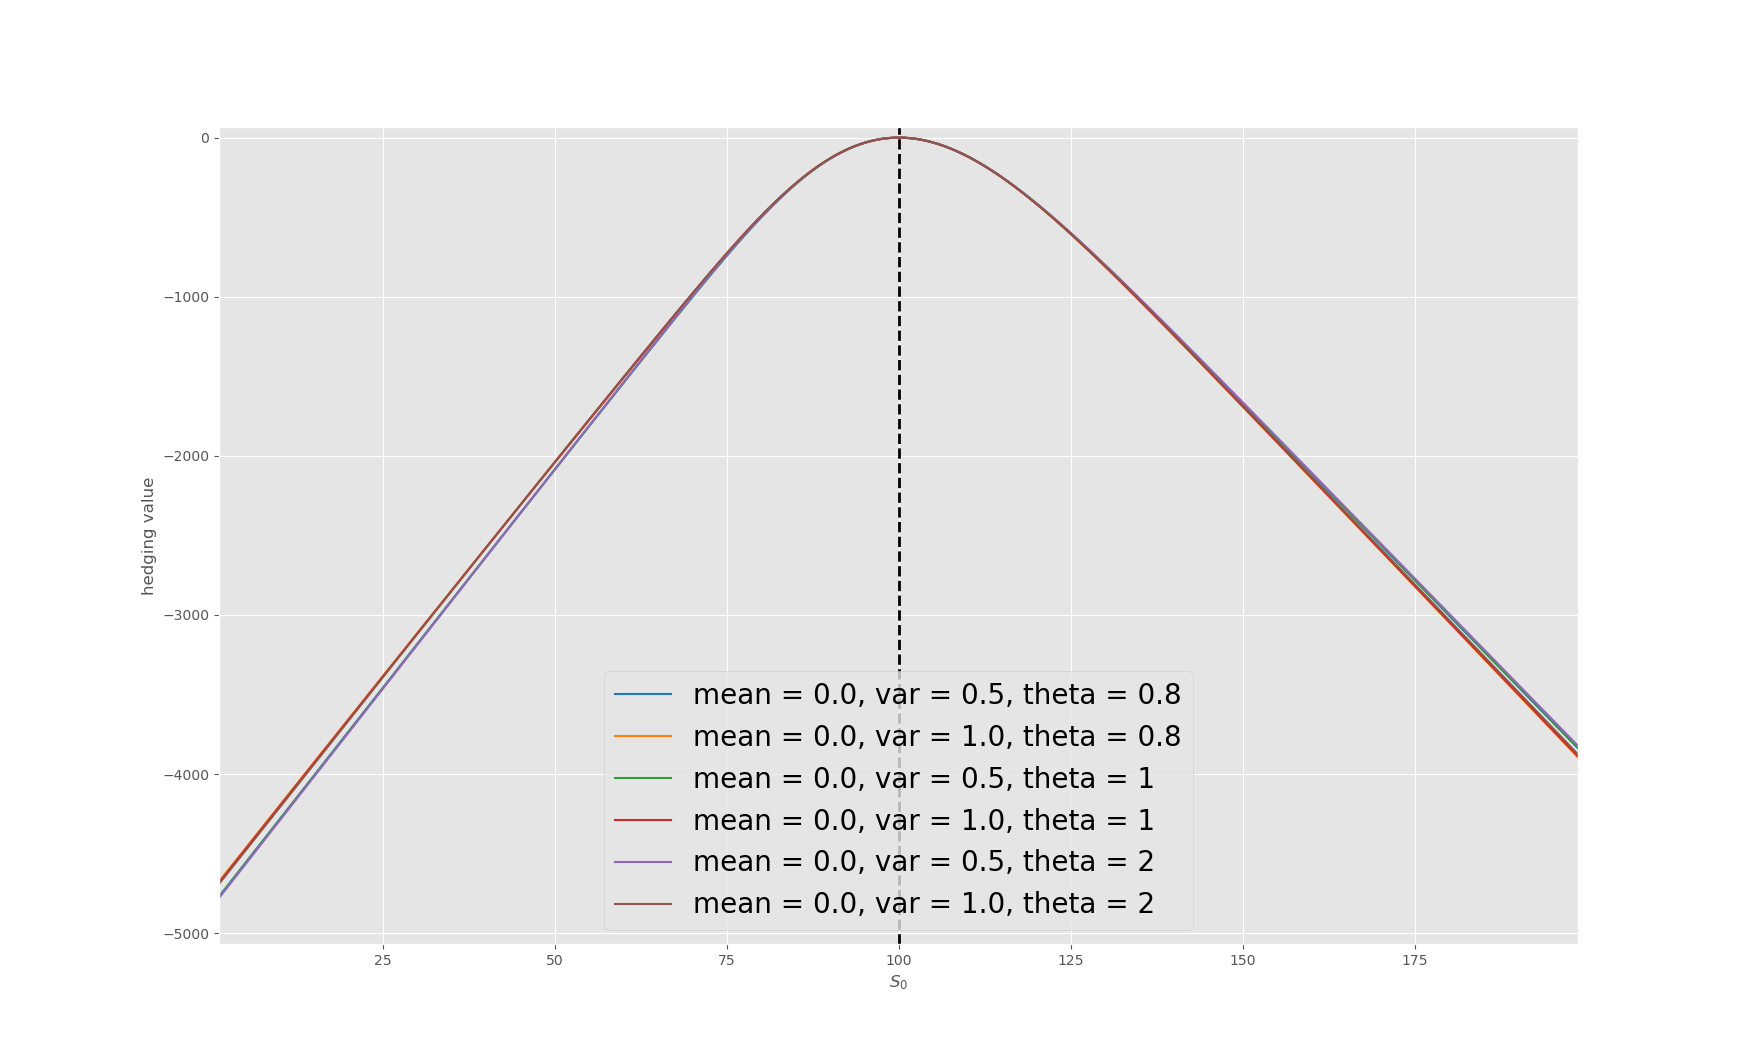 0
−1000
−2000
−3000
−4000
−5000
hedging value
25
50
75
100
125
150
175
S_0
mean = 0.0, var = 0.5, theta = 0.8
mean = 0.0, var = 1.0, theta = 0.8
mean = 0.0, var = 0.5, theta = 1
mean = 0.0, var = 1.0, theta = 1
mean = 0.0, var = 0.5, theta = 2
mean = 0.0, var = 1.0, theta = 2